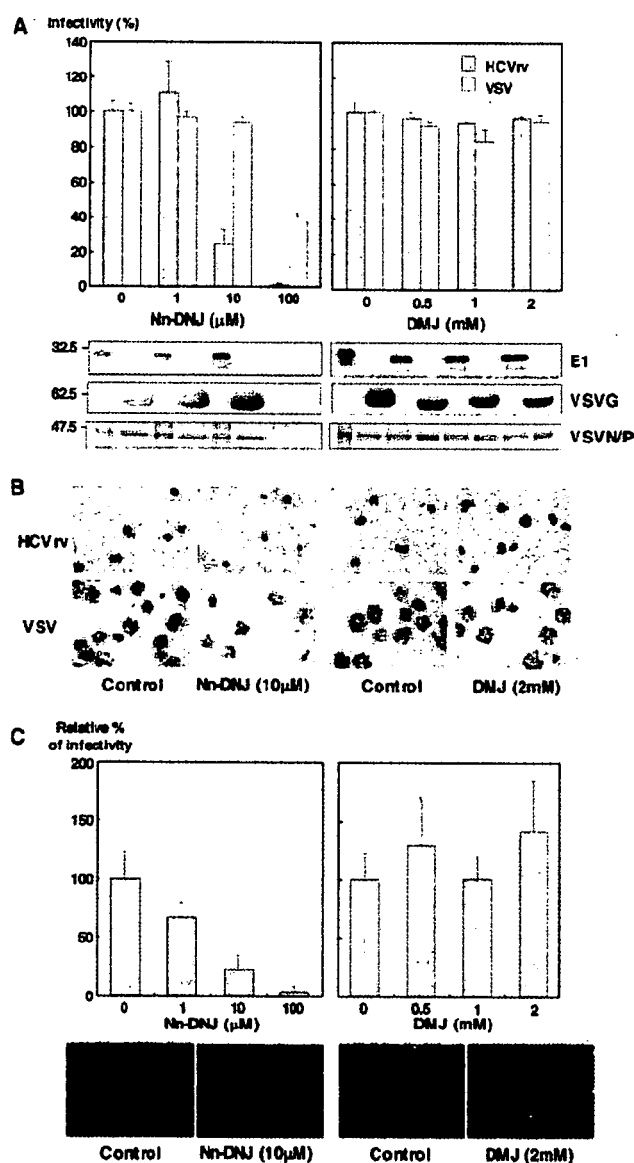 A Infectivity (%)
140
120
100
80
60
40
20
0
HCVrv
VSV
0 1 10 100
Nn-DNJ (µM)
0 0.5 1 2
DMJ (mM)
32.5
E1
62.5
VSVG
47.5
VSVN/P
B
HCVrv
VSV
Control Nn-DNJ (10µM) Control DMJ (2mM)
C Relative %
of infectivity
200
150
100
50
0
0 1 10 100
Nn-DNJ (µM)
0 0.5 1 2
DMJ (mM)
Control Nn-DNJ (10µM) Control DMJ (2mM)